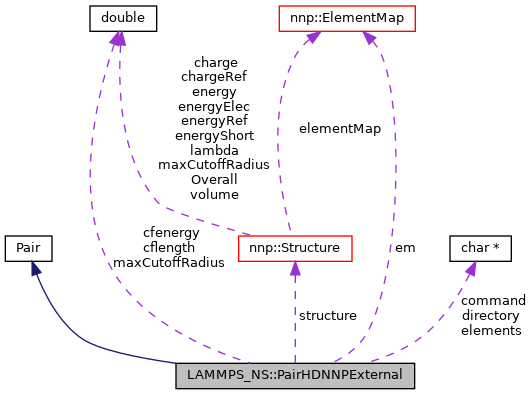 double
nnp::ElementMap
charge
chargeRef
energy
energyElec
energyRef
energyShort
lambda
maxCutoffRadius
Overall
volume
elementMap
cfenergy
cflength
maxCutoffRadius
Pair
nnp::Structure
em
char *
structure
command
directory
elements
LAMMPS_NS::PairHDNNPExternal